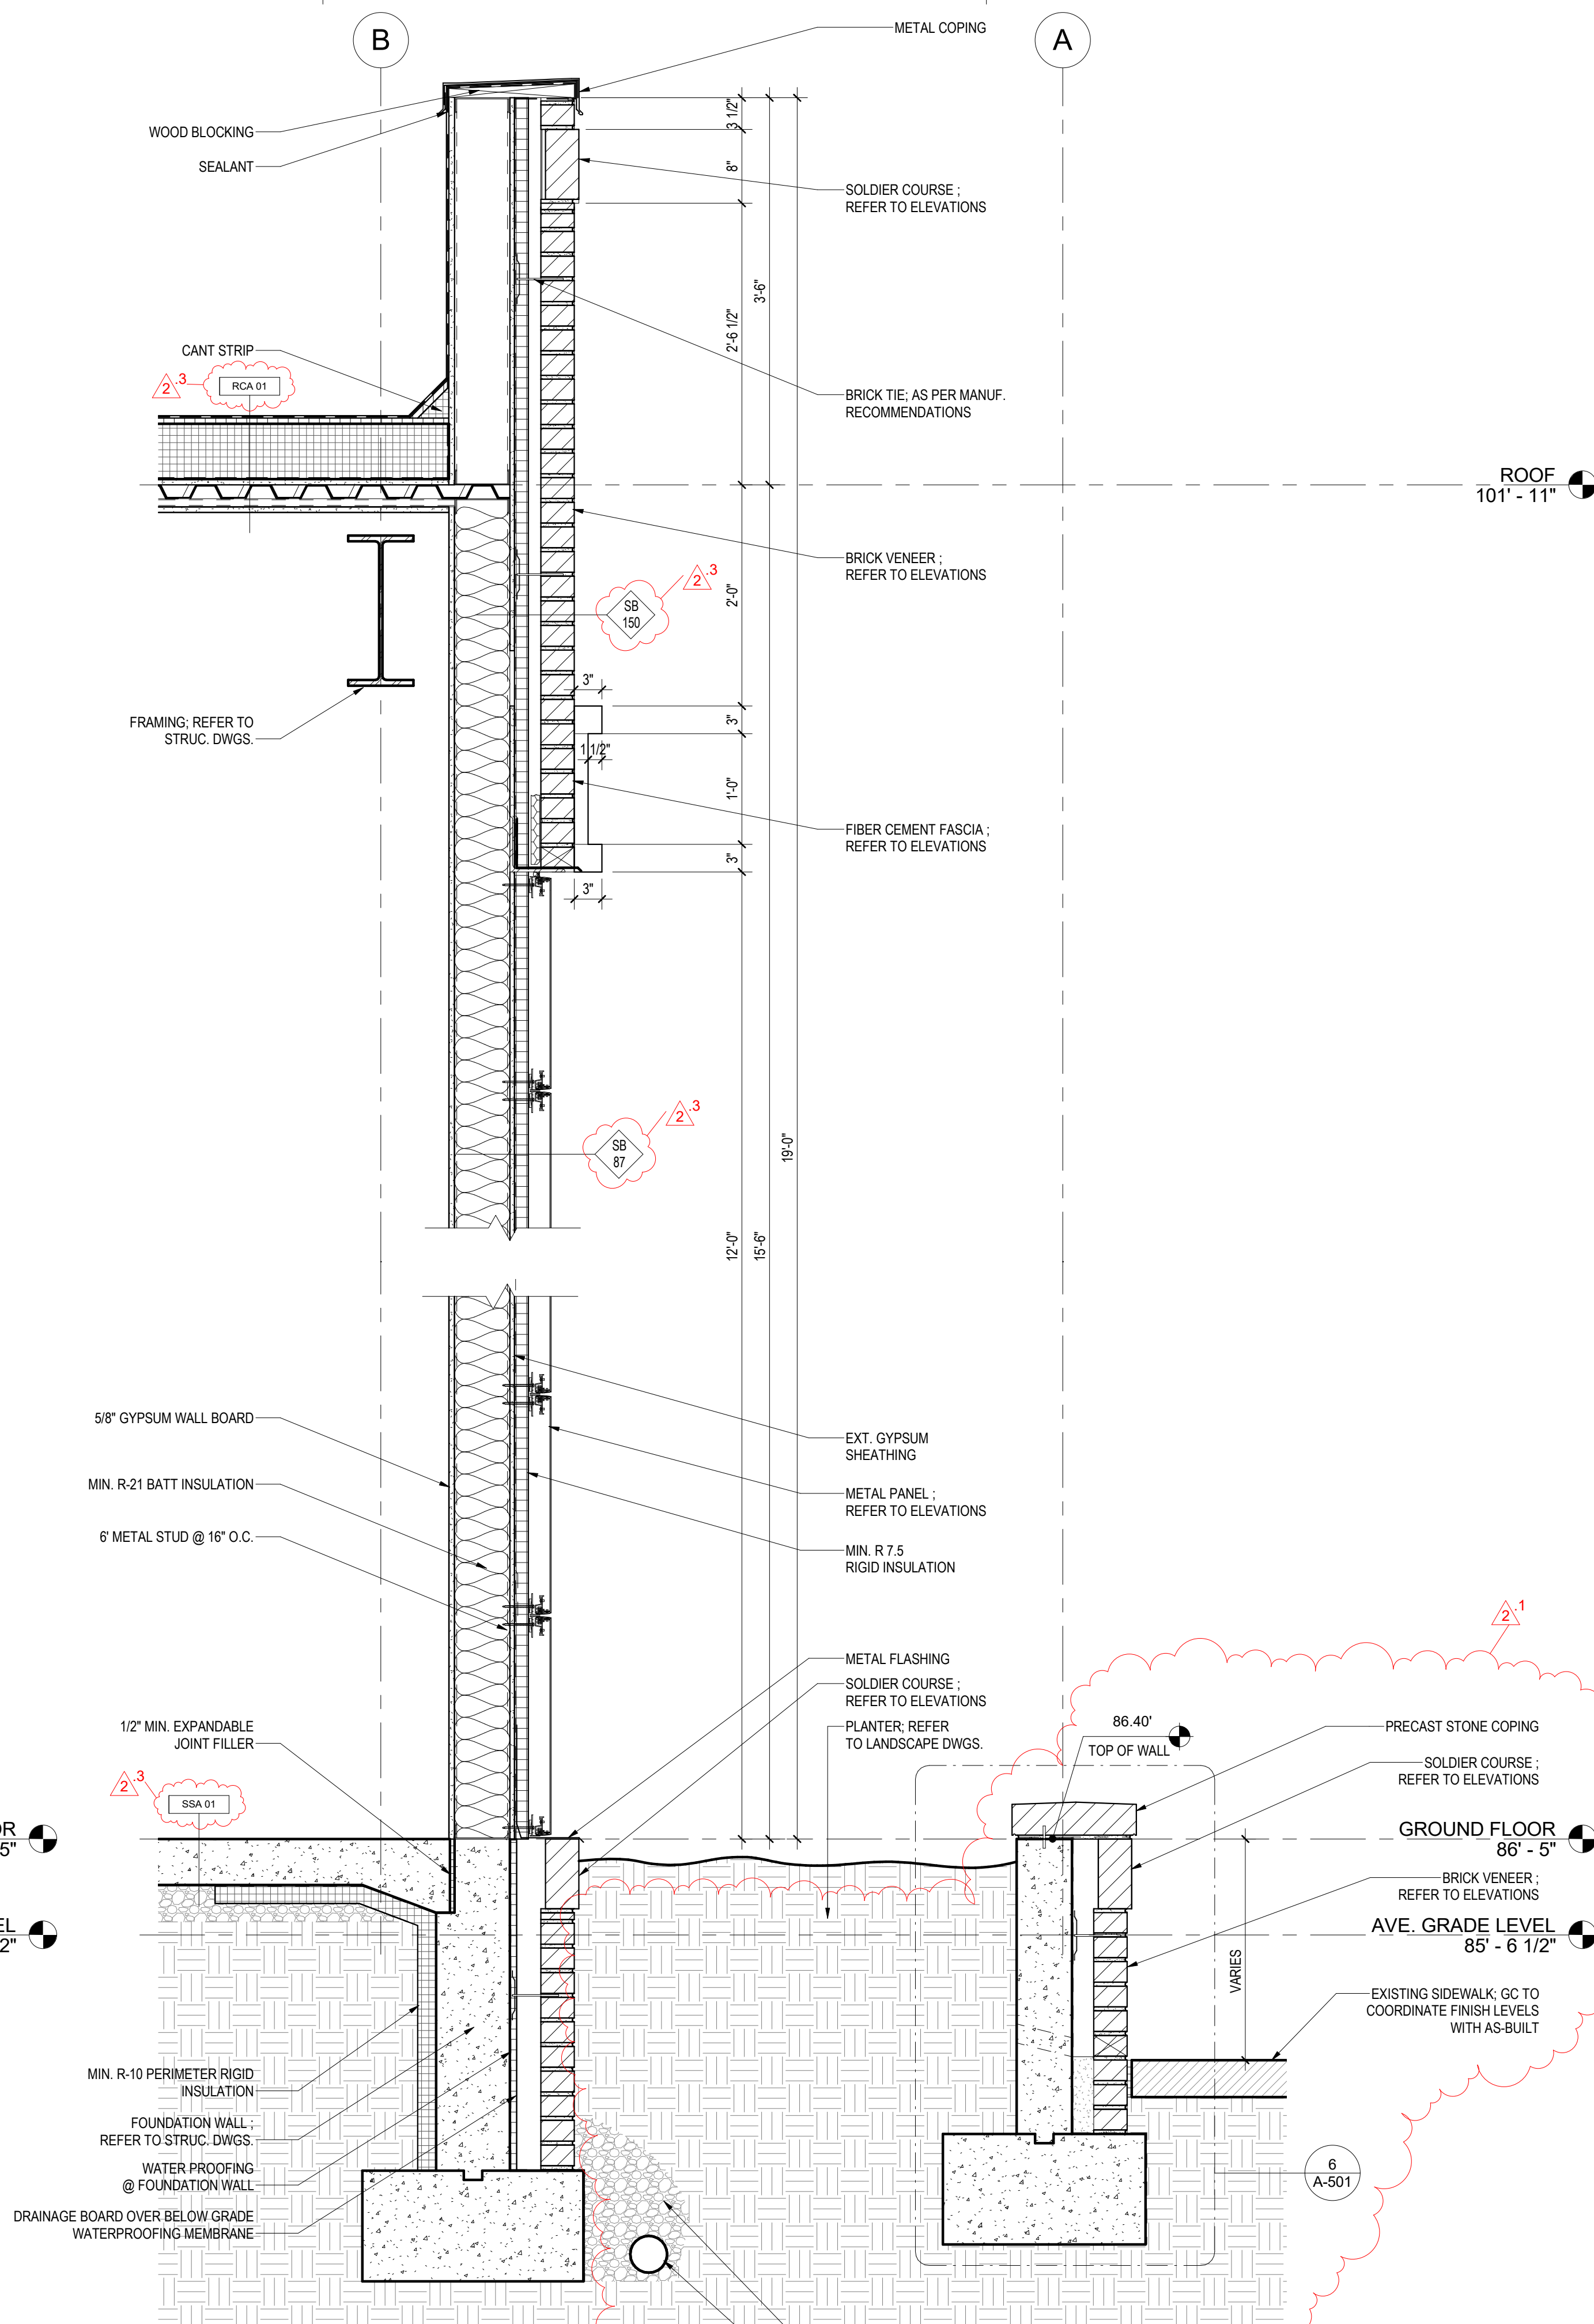 B
A
METAL COPING
WOOD BLOCKING
SEALANT
3 1/2"
8"
SOLDIER COURSE ;
REFER TO ELEVATIONS
3'-6"
2'-6 1/2"
CANT STRIP
2 .3
RCA 01
BRICK TIE; AS PER MANUF.
RECOMMENDATIONS
ROOF
101' - 11"
BRICK VENEER ;
REFER TO ELEVATIONS
2 .3
SB
150
2'-0"
3"
FRAMING; REFER TO
STRUC. DWGS.
3"
1 1/2"
1'-0"
FIBER CEMENT FASCIA ;
REFER TO ELEVATIONS
3"
3"
2 .3
SB
87
19'-0"
12'-0"
15'-6"
5/8" GYPSUM WALL BOARD
EXT. GYPSUM
SHEATHING
MIN. R-21 BATT INSULATION
METAL PANEL ;
REFER TO ELEVATIONS
6' METAL STUD @ 16" O.C.
MIN. R 7.5
RIGID INSULATION
2 .1
METAL FLASHING
SOLDIER COURSE ;
REFER TO ELEVATIONS
PLANTER; REFER
TO LANDSCAPE DWGS.
86.40'
TOP OF WALL
PRECAST STONE COPING
1/2" MIN. EXPANDABLE
JOINT FILLER
SOLDIER COURSE ;
REFER TO ELEVATIONS
2 .3
SSA 01
OR
5"
GROUND FLOOR
86' - 5"
BRICK VENEER ;
REFER TO ELEVATIONS
EL
2"
AVE. GRADE LEVEL
85' - 6 1/2"
VARIES
EXISTING SIDEWALK; GC TO
COORDINATE FINISH LEVELS
WITH AS-BUILT
MIN. R-10 PERIMETER RIGID
INSULATION
FOUNDATION WALL ;
REFER TO STRUC. DWGS.
WATER PROOFING
@ FOUNDATION WALL
6
A-501
DRAINAGE BOARD OVER BELOW GRADE
WATERPROOFING MEMBRANE